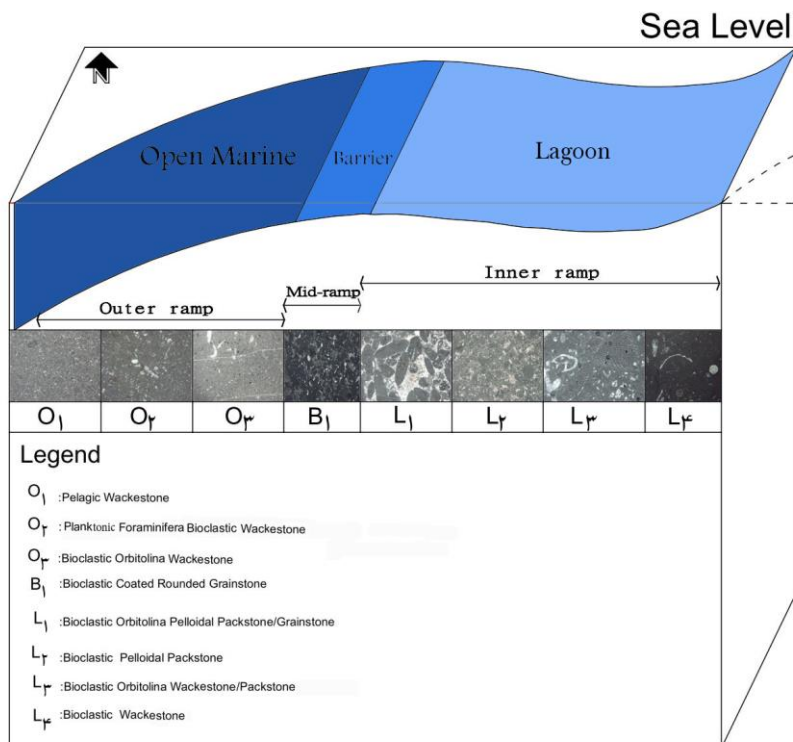 Sea Level
N
Open Marine
Barrier
Lagoon
Inner ramp
Mid-ramp
Outer ramp
O۱ O۲ O۳ B۱ L۱ L۲ L۳ L۴
Legend
O۱ :Pelagic Wackestone
O۲ :Planktonic Foraminifera Bioclastic Wackestone
O۳ :Bioclastic Orbitolina Wackestone
B۱ :Bioclastic Coated Rounded Grainstone
L۱ :Bioclastic Orbitolina Pelloidal Packstone/Grainstone
L۲ :Bioclastic Pelloidal Packstone
L۳ :Bioclastic Orbitolina Wackestone/Packstone
L۴ :Bioclastic Wackestone